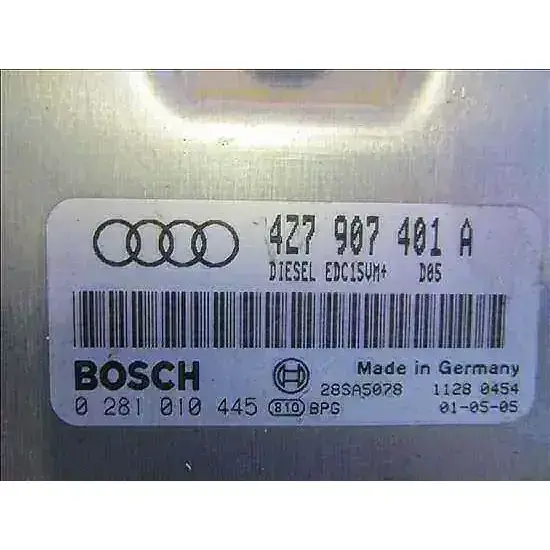 4Z7 907 401 A
DIESEL EDC15VM+ D05
BOSCH Made in Germany
28SA5078 1128 0454
0 281 010 445 810 BPG 01-05-05